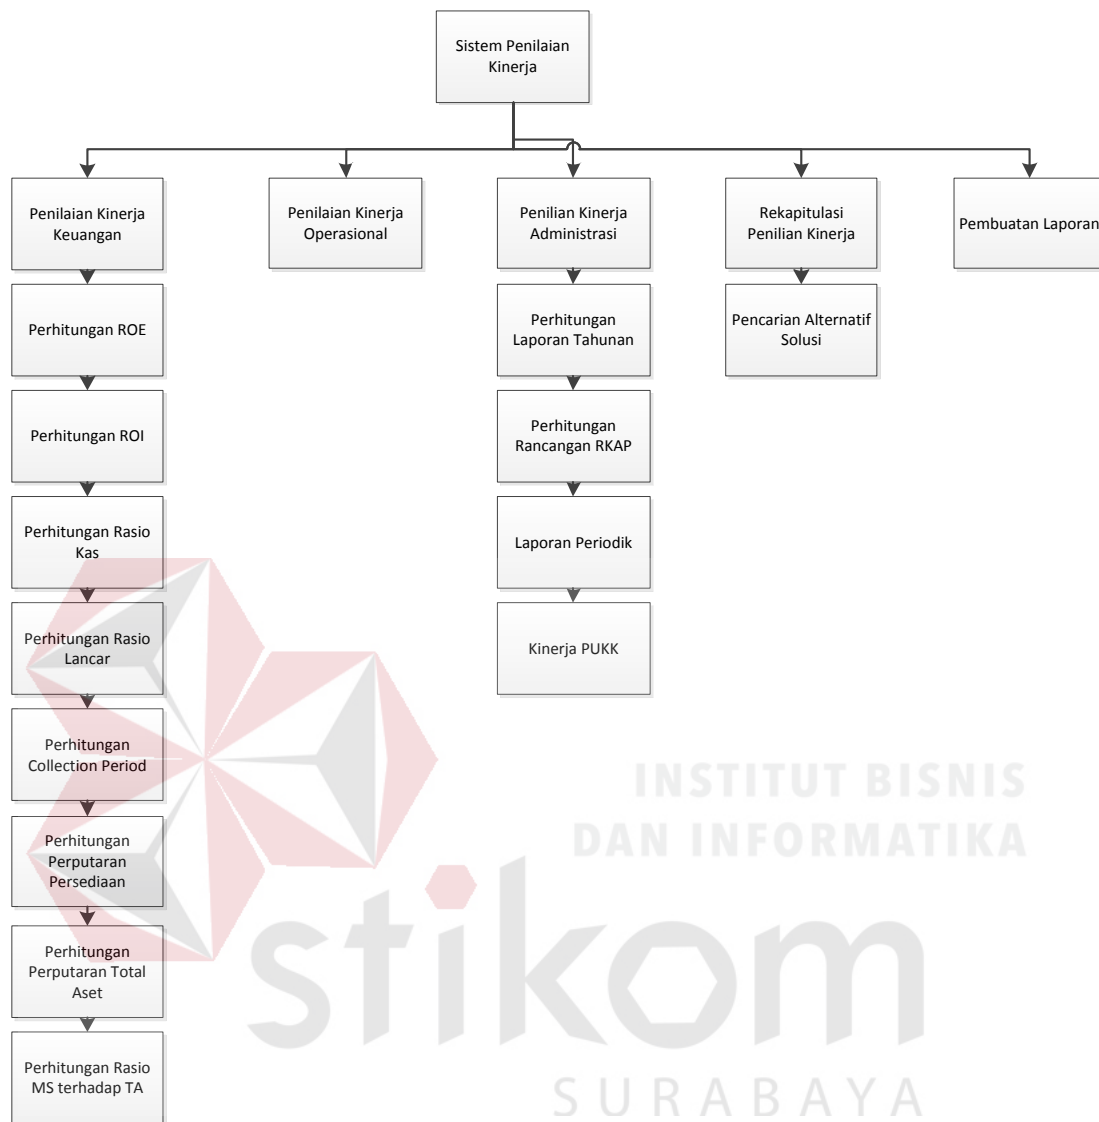 Sistem Penilaian
Kinerja
Penilaian Kinerja
Keuangan
Penilaian Kinerja
Operasional
Penilian Kinerja
Administrasi
Rekapitulasi
Penilian Kinerja
Pembuatan Laporan
Perhitungan ROE
Perhitungan
Laporan Tahunan
Pencarian Alternatif
Solusi
Perhitungan ROI
Perhitungan
Rancangan RKAP
Perhitungan Rasio
Kas
Laporan Periodik
Perhitungan Rasio
Lancar
Kinerja PUKK
Perhitungan
Collection Period
Perhitungan
Perputaran
Persediaan
Perhitungan
Perputaran Total
Aset
Perhitungan Rasio
MS terhadap TA
INSTITUT BISNIS
DAN INFORMATIKA
stikom
SURABAYA